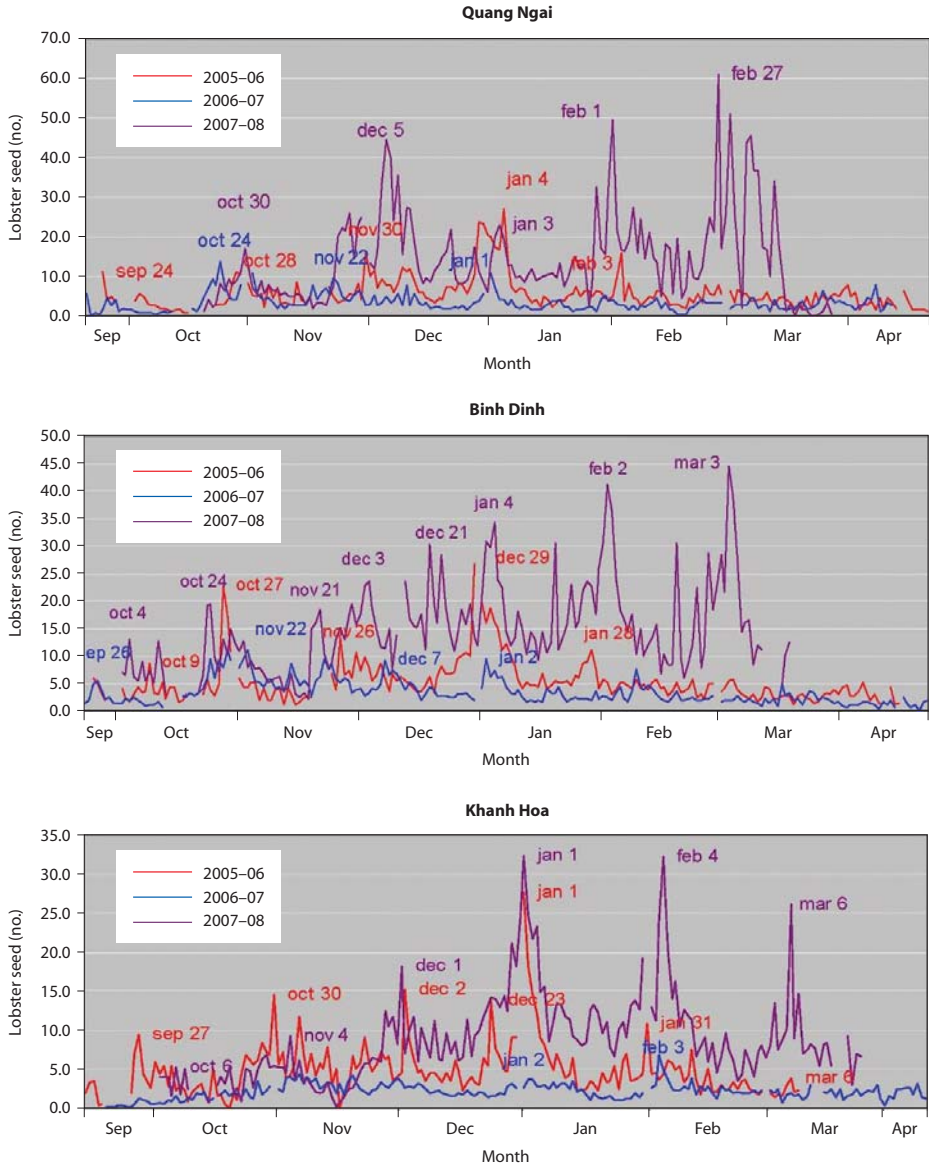 Quang Ngai
Lobster seed (no.)
70.0
60.0
50.0
40.0
30.0
20.0
10.0
0.0
2005–06
2006–07
2007–08
sep 24
oct 24
oct 30
oct 28
nov 22
nov 30
dec 5
jan 1
jan 4
jan 3
feb 1
feb 3
feb 27
Sep Oct Nov Dec Jan Feb Mar Apr
Month
Binh Dinh
Lobster seed (no.)
50.0
45.0
40.0
35.0
30.0
25.0
20.0
15.0
10.0
5.0
0.0
2005–06
2006–07
2007–08
ep 26
oct 4
oct 9
oct 24
oct 27
nov 22
nov 21
nov 26
dec 3
dec 7
dec 21
jan 4
dec 29
jan 2
jan 28
feb 2
mar 3
Sep Oct Nov Dec Jan Feb Mar Apr
Month
Khanh Hoa
Lobster seed (no.)
35.0
30.0
25.0
20.0
15.0
10.0
5.0
0.0
2005–06
2006–07
2007–08
sep 27
oct 6
oct 30
nov 4
dec 1
dec 2
dec 23
jan 1
jan 1
jan 2
jan 31
feb 3
feb 4
mar 6
mar 6
Sep Oct Nov Dec Jan Feb Mar Apr
Month